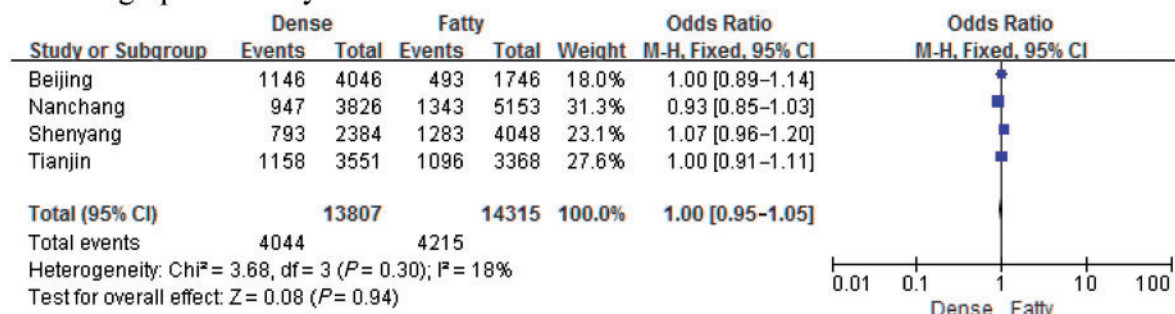 Dense Fatty Odds Ratio Odds Ratio
Study or Subgroup Events Total Events Total Weight M-H, Fixed, 95% CI M-H, Fixed, 95% CI
Beijing 1146 4046 493 1746 18.0% 1.00 [0.89–1.14]
Nanchang 947 3826 1343 5153 31.3% 0.93 [0.85–1.03]
Shenyang 793 2384 1283 4048 23.1% 1.07 [0.96–1.20]
Tianjin 1158 3551 1096 3368 27.6% 1.00 [0.91–1.11]
Total (95% CI) 13807 14315 100.0% 1.00 [0.95–1.05]
Total events 4044 4215
Heterogeneity: Chi² = 3.68, df = 3 (P = 0.30); I² = 18%
Test for overall effect: Z = 0.08 (P = 0.94)
0.01 0.1 1 10 100
Dense Fatty